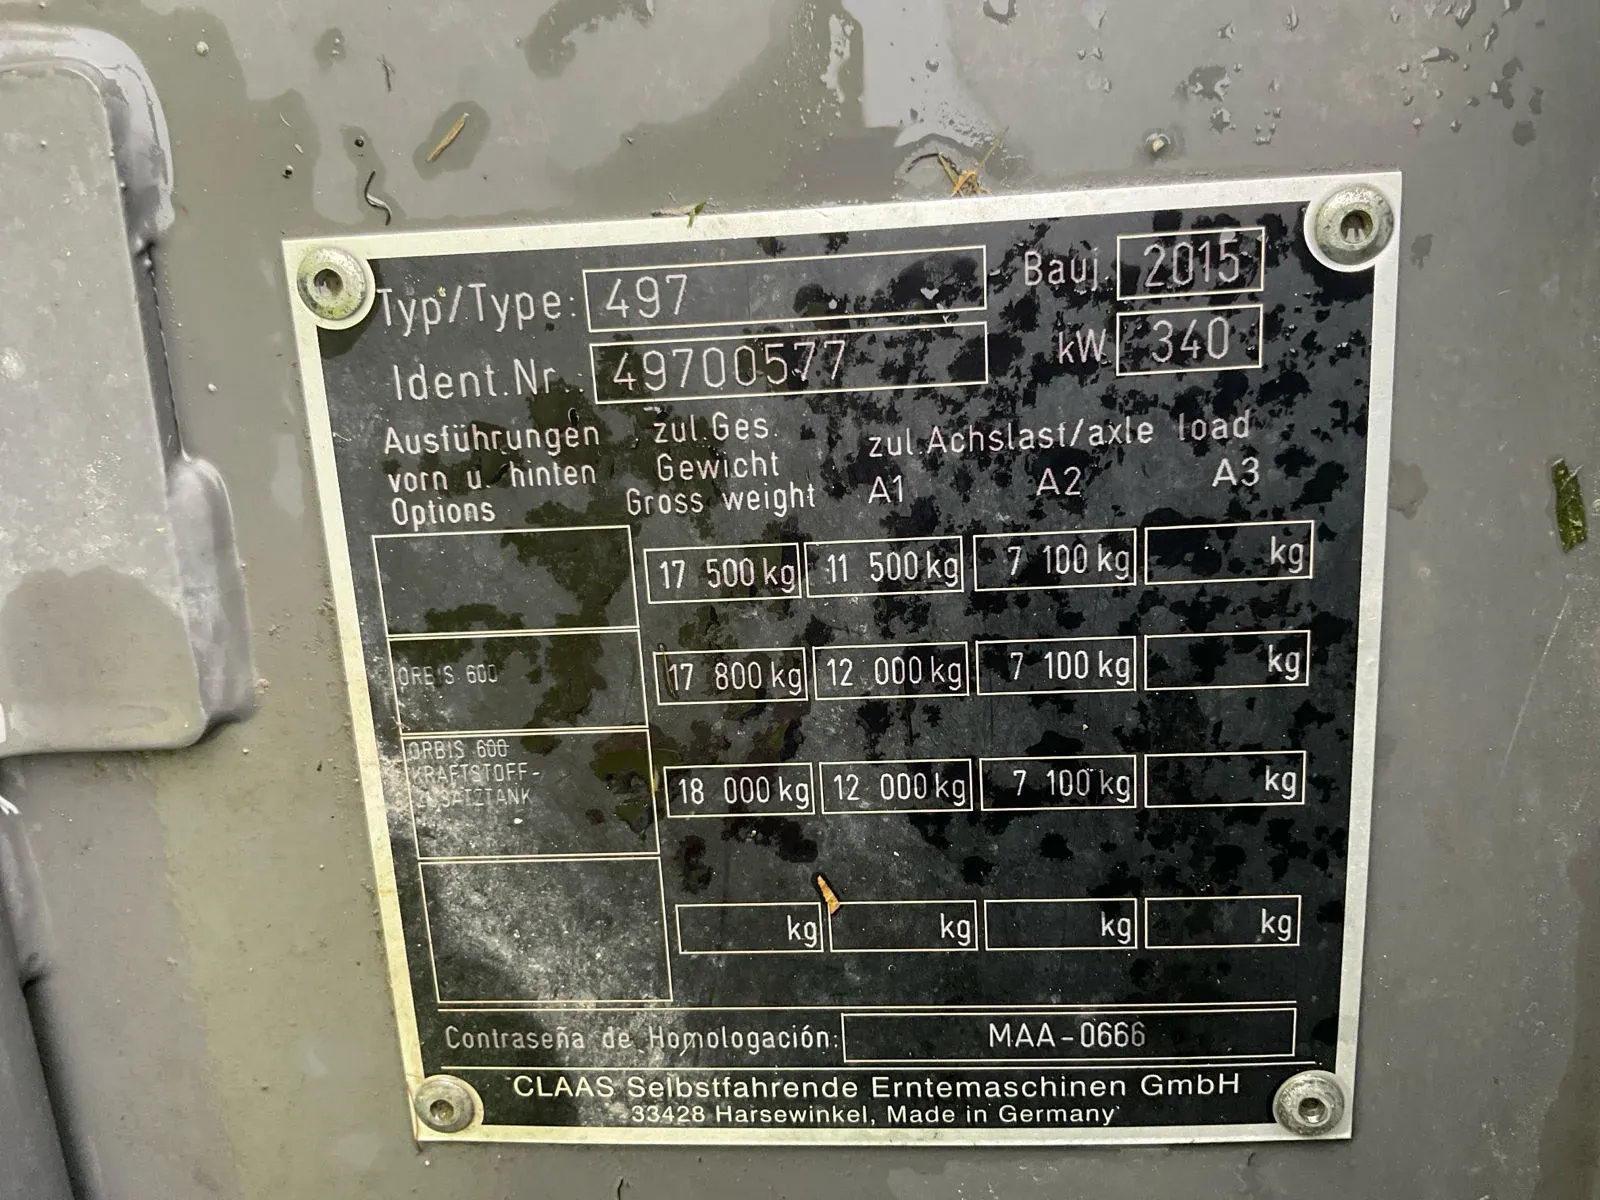 Typ/Type: 497 Bauj. 2015
Ident.Nr. 49700577 kW 340
Ausführungen zul.Ges. zul.Achslast/axle load
vorn u. hinten Gewicht A1 A2 A3
Options Gross weight
17 500 kg 11 500 kg 7 100 kg kg
ORBIS 600 17 800 kg 12 000 kg 7 100 kg kg
ORBIS 600
KRAFTSTOFF-
ZUSATZTANK 18 000 kg 12 000 kg 7 100 kg kg
kg kg kg kg
Contraseña de Homologación: MAA-0666
CLAAS Selbstfahrende Erntemaschinen GmbH
33428 Harsewinkel, Made in Germany